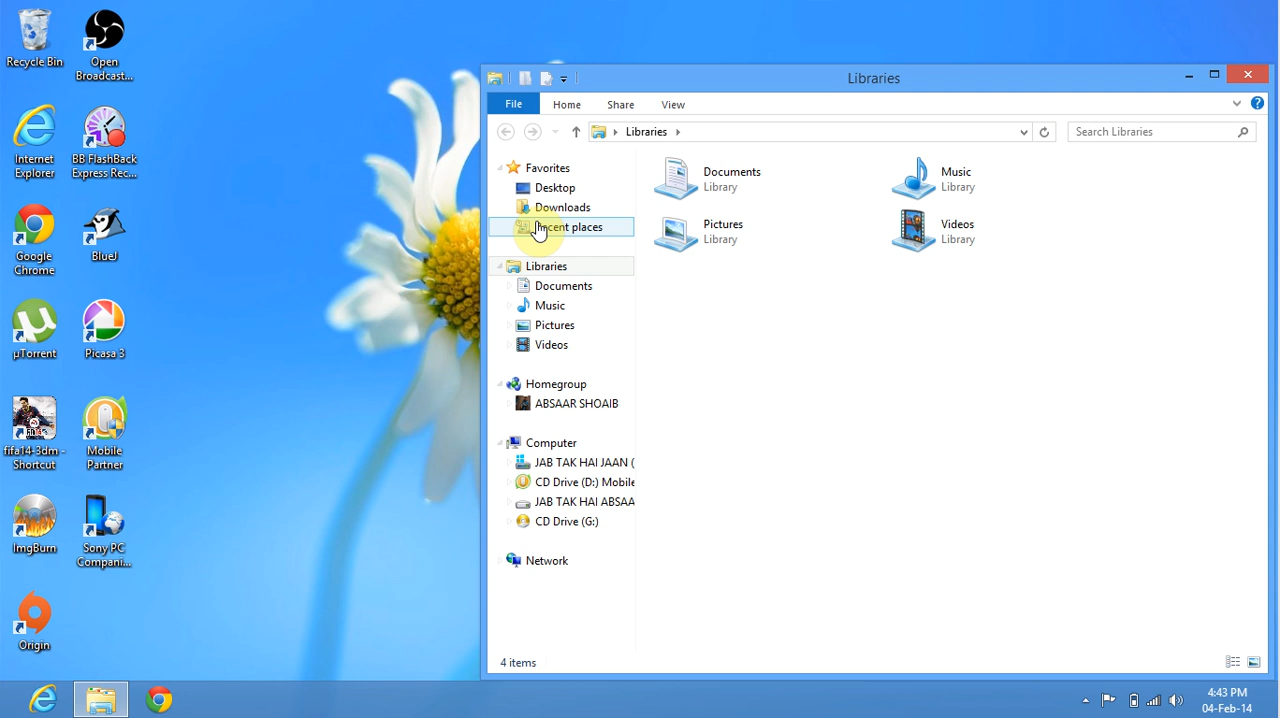 Recycle Bin
Open
Broadcast...
Internet
Explorer
BB FlashBack
Express Rec...
Google
Chrome
BlueJ
µTorrent
Picasa 3
fifa14-3dm -
Shortcut
Mobile
Partner
ImgBurn
Sony PC
Compani...
Origin
Libraries
File
Home
Share
View
Libraries
Search Libraries
Favorites
Desktop
Downloads
Recent places
Libraries
Documents
Music
Pictures
Videos
Homegroup
ABSAAR SHOAIB
Computer
JAB TAK HAI JAAN (
CD Drive (D:) Mobile
JAB TAK HAI ABSAA
CD Drive (G:)
Network
Documents
Library
Music
Library
Pictures
Library
Videos
Library
4 items
4:43 PM
04-Feb-14